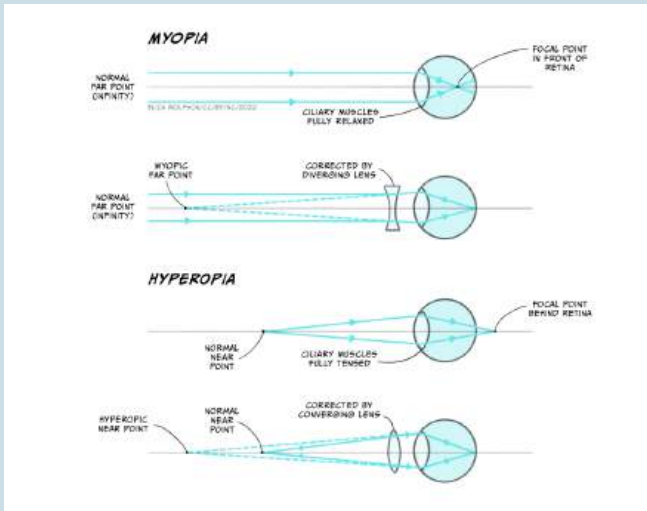 MYOPIA
NORMAL
FAR POINT
(INFINITY)
FOCAL POINT
IN FRONT OF
RETINA
CILIARY MUSCLES
FULLY RELAXED
MYOPIC
FAR POINT
CORRECTED BY
DIVERGING LENS
NORMAL
FAR POINT
(INFINITY)
HYPEROPIA
FOCAL POINT
BEHIND RETINA
NORMAL
NEAR
POINT
CILIARY MUSCLES
FULLY TENSED
HYPEROPIC
NEAR POINT
NORMAL
NEAR
POINT
CORRECTED BY
CONVERGING LENS